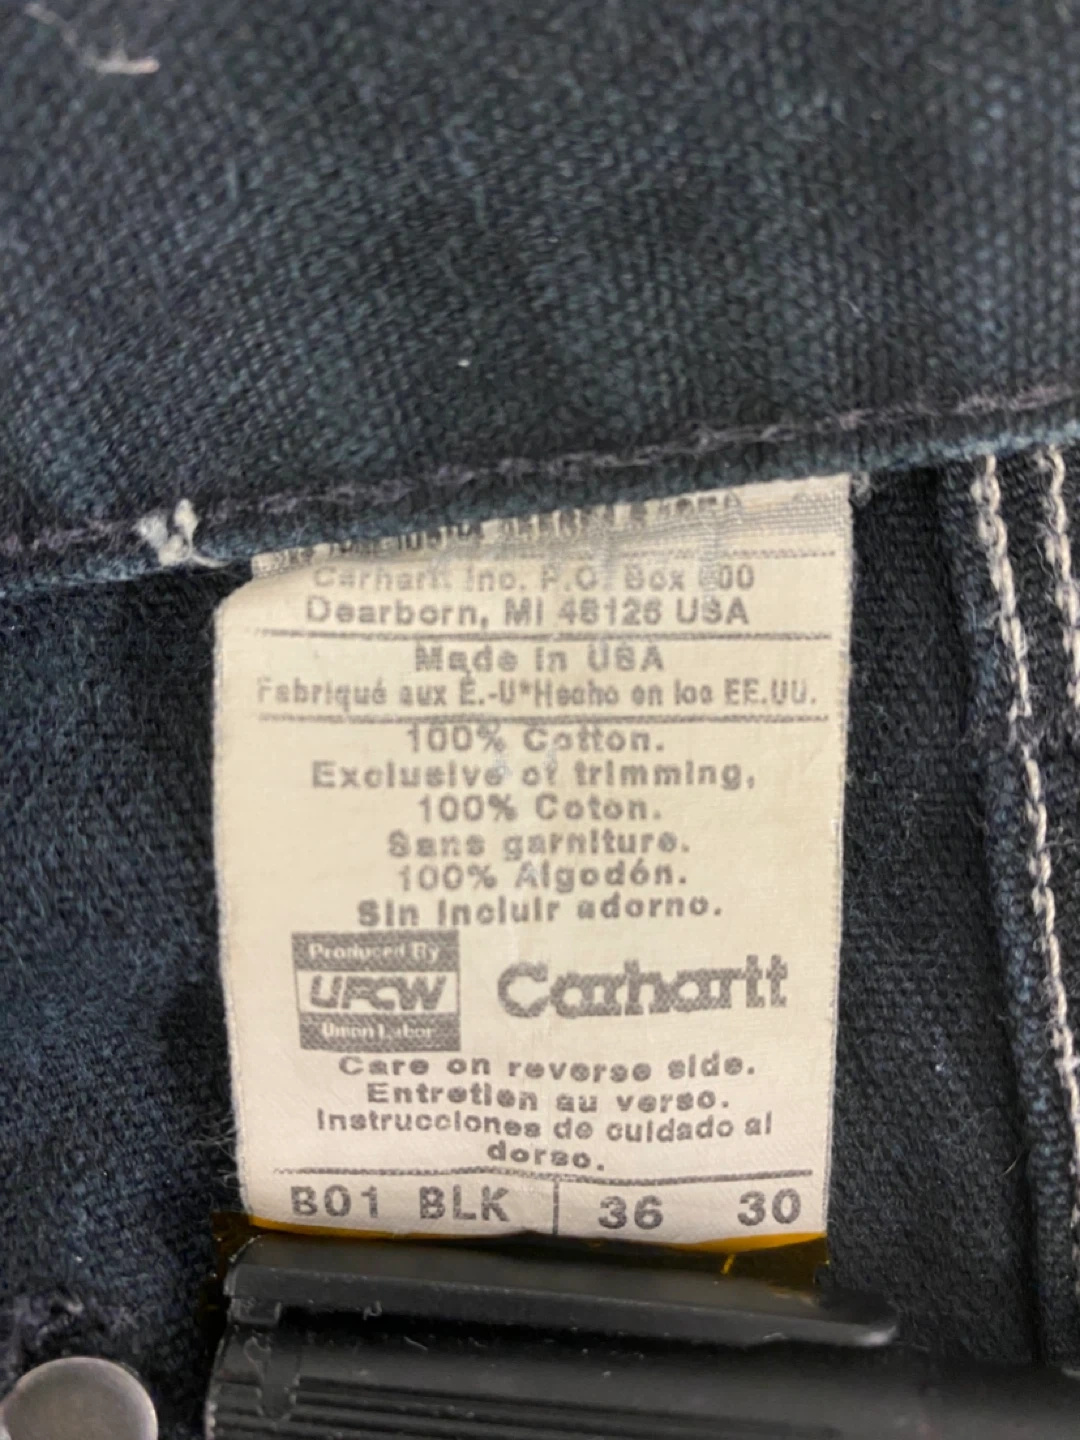 Carhartt Inc. P.O. Box 600
Dearborn, MI 48126 USA
Made in USA
Fabriqué aux É.-U*Hecho en los EE.UU.
100% Cotton.
Exclusive of trimming,
100% Coton.
Sans garniture.
100% Algodón.
Sin incluir adorno.
Produced By
UFCW
Union Labor
Carhartt
Care on reverse side.
Entretien au verso.
Instrucciones de cuidado al
dorso.
B01 BLK 36 30